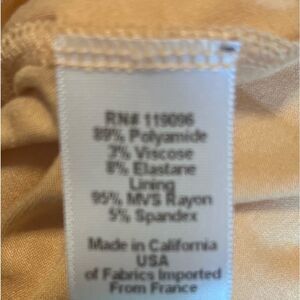 RN# 119096
89% Polyamide
3% Viscose
8% Elastane
Lining
95% MVS Rayon
5% Spandex
Made in California
USA
of Fabrics Imported
From France